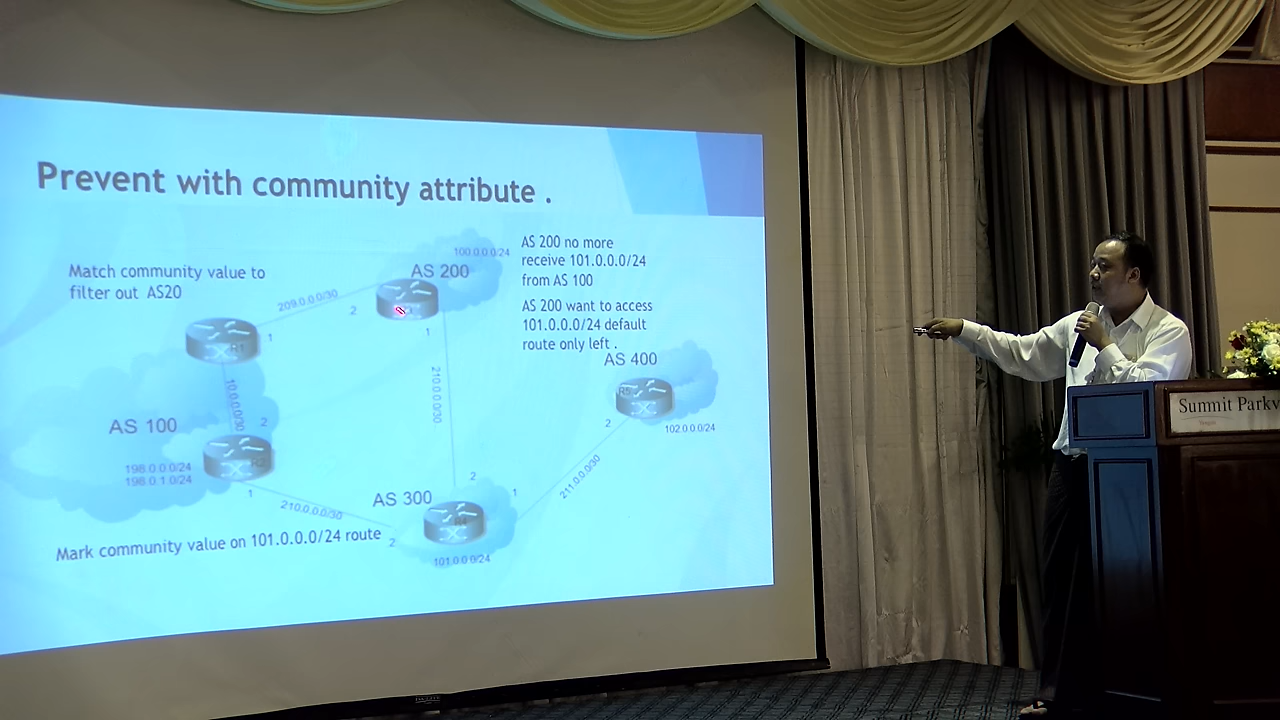 Prevent with community attribute .
Match community value to
filter out AS20
209.0.0.0/30
2
1
AS 200
100.0.0.0/24
1
AS 200 no more
receive 101.0.0.0/24
from AS 100
AS 200 want to access
101.0.0.0/24 default
route only left .
R1
10.0.0.0/30
2
AS 100
198.0.0.0/24
198.0.1.0/24
R2
1
210.0.0.0/30
2
210.0.0.0/30
2
AS 300
R4
1
101.0.0.0/24
211.0.0.0/30
2
AS 400
R5
102.0.0.0/24
Mark community value on 101.0.0.0/24 route
Summit Parkv